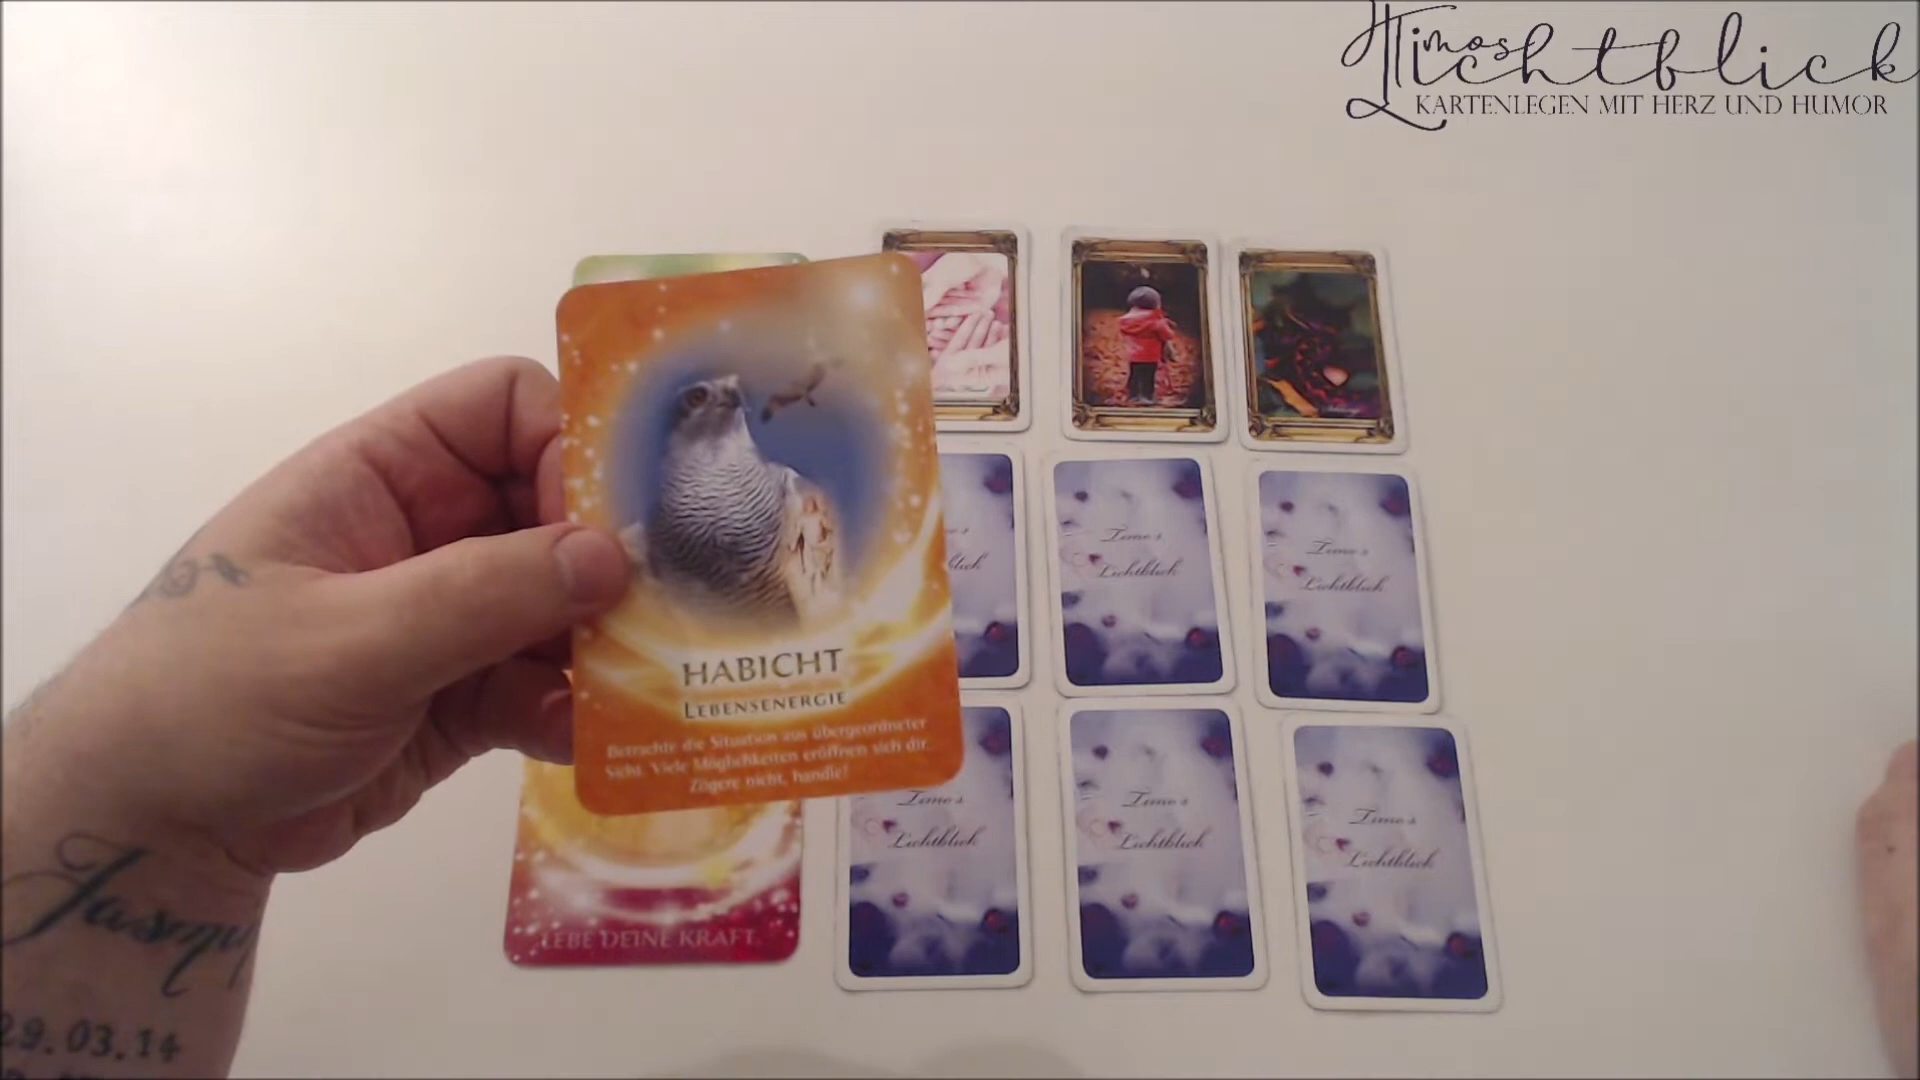 Timos
Lichtblick
KARTENLEGEN MIT HERZ UND HUMOR
HABICHT
LEBENSENERGIE
Betrachte die Situation aus übergeordneter
Sicht. Viele Möglichkeiten eröffnen sich dir.
Zögere nicht, handle!
LEBE DEINE KRAFT
lick
Timo's
Lichtblick
Timo's
Lichtblick
Timo's
Lichtblick
Timo's
Lichtblick
Timo's
Lichtblick
29.03.14